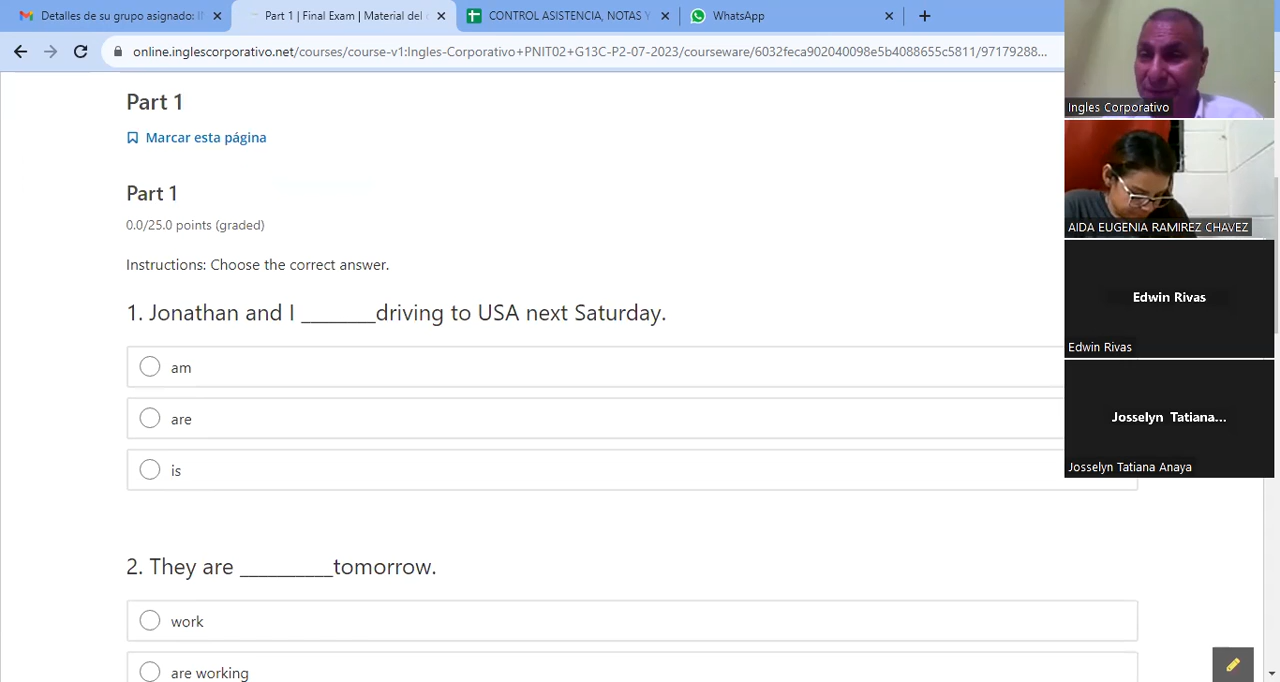 Detalles de su grupo asignado: I
Part 1 | Final Exam | Material del
CONTROL ASISTENCIA, NOTAS Y
WhatsApp
online.inglescorporativo.net/courses/course-v1:Ingles-Corporativo+PNIT02+G13C-P2-07-2023/courseware/6032feca902040098e5b4088655c5811/97179288...
Part 1
Marcar esta página
Part 1
0.0/25.0 points (graded)
Instructions: Choose the correct answer.
1. Jonathan and I _______driving to USA next Saturday.
am
are
is
2. They are _________tomorrow.
work
are working
Ingles Corporativo
AIDA EUGENIA RAMIREZ CHAVEZ
Edwin Rivas
Edwin Rivas
Josselyn Tatiana...
Josselyn Tatiana Anaya